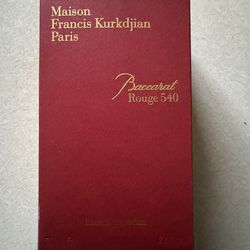 Maison
Francis Kurkdjian
Paris
Baccarat
Rouge 540